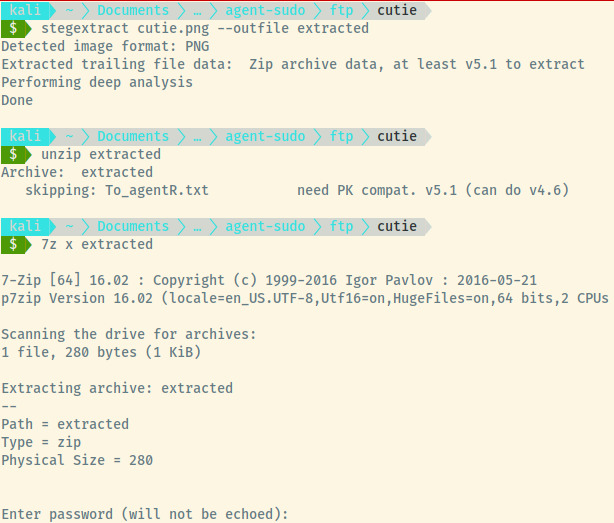 kali ~ Documents … agent-sudo ftp cutie
$ stegextract cutie.png --outfile extracted
Detected image format: PNG
Extracted trailing file data:  Zip archive data, at least v5.1 to extract
Performing deep analysis
Done
kali ~ Documents … agent-sudo ftp cutie
$ unzip extracted
Archive:  extracted
   skipping: To_agentR.txt           need PK compat. v5.1 (can do v4.6)
kali ~ Documents … agent-sudo ftp cutie
$ 7z x extracted
7-Zip [64] 16.02 : Copyright (c) 1999-2016 Igor Pavlov : 2016-05-21
p7zip Version 16.02 (locale=en_US.UTF-8,Utf16=on,HugeFiles=on,64 bits,2 CPUs
Scanning the drive for archives:
1 file, 280 bytes (1 KiB)
Extracting archive: extracted
--
Path = extracted
Type = zip
Physical Size = 280
Enter password (will not be echoed):